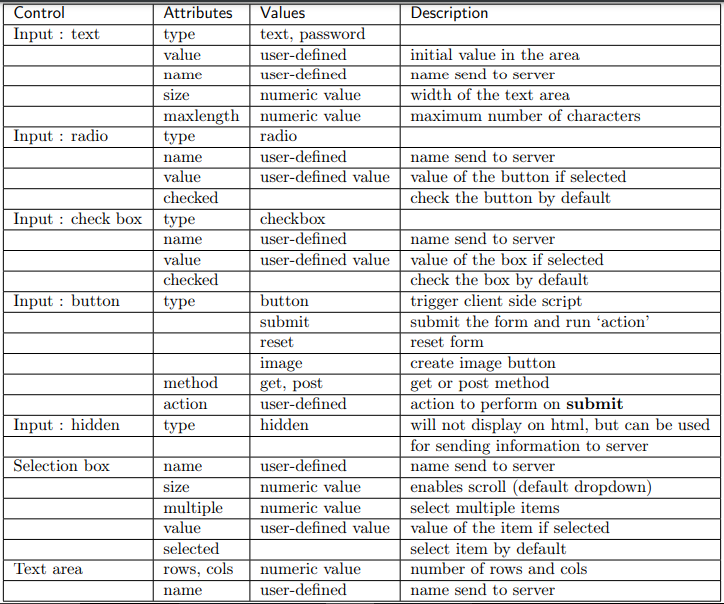 Control Attributes Values Description
Input : text type text, password
value user-defined initial value in the area
name user-defined name send to server
size numeric value width of the text area
maxlength numeric value maximum number of characters
Input : radio type radio
name user-defined name send to server
value user-defined value value of the button if selected
checked check the button by default
Input : check box type checkbox
name user-defined name send to server
value user-defined value value of the box if selected
checked check the box by default
Input : button type button trigger client side script
submit submit the form and run ‘action’
reset reset form
image create image button
method get, post get or post method
action user-defined action to perform on submit
Input : hidden type hidden will not display on html, but can be used
for sending information to server
Selection box name user-defined name send to server
size numeric value enables scroll (default dropdown)
multiple numeric value select multiple items
value user-defined value value of the item if selected
selected select item by default
Text area rows, cols numeric value number of rows and cols
name user-defined name send to server